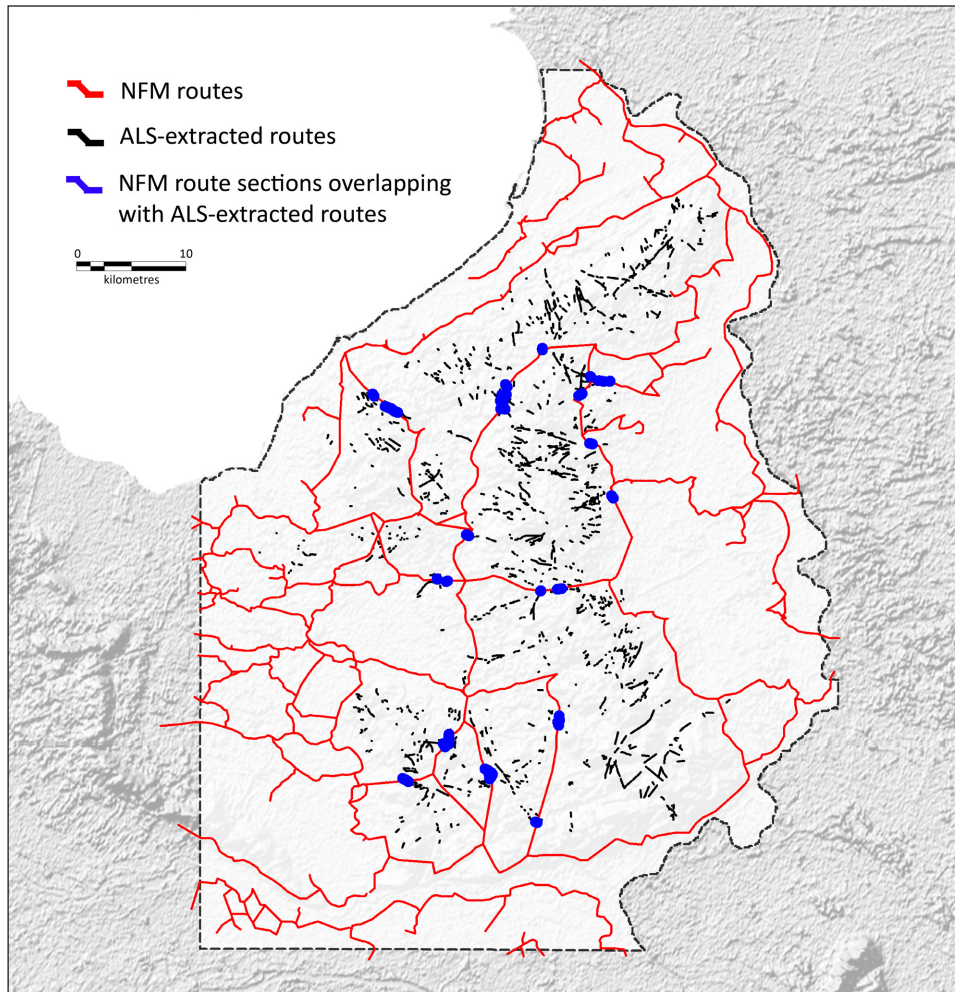 NFM routes
ALS-extracted routes
NFM route sections overlapping
with ALS-extracted routes
0 10
kilometres